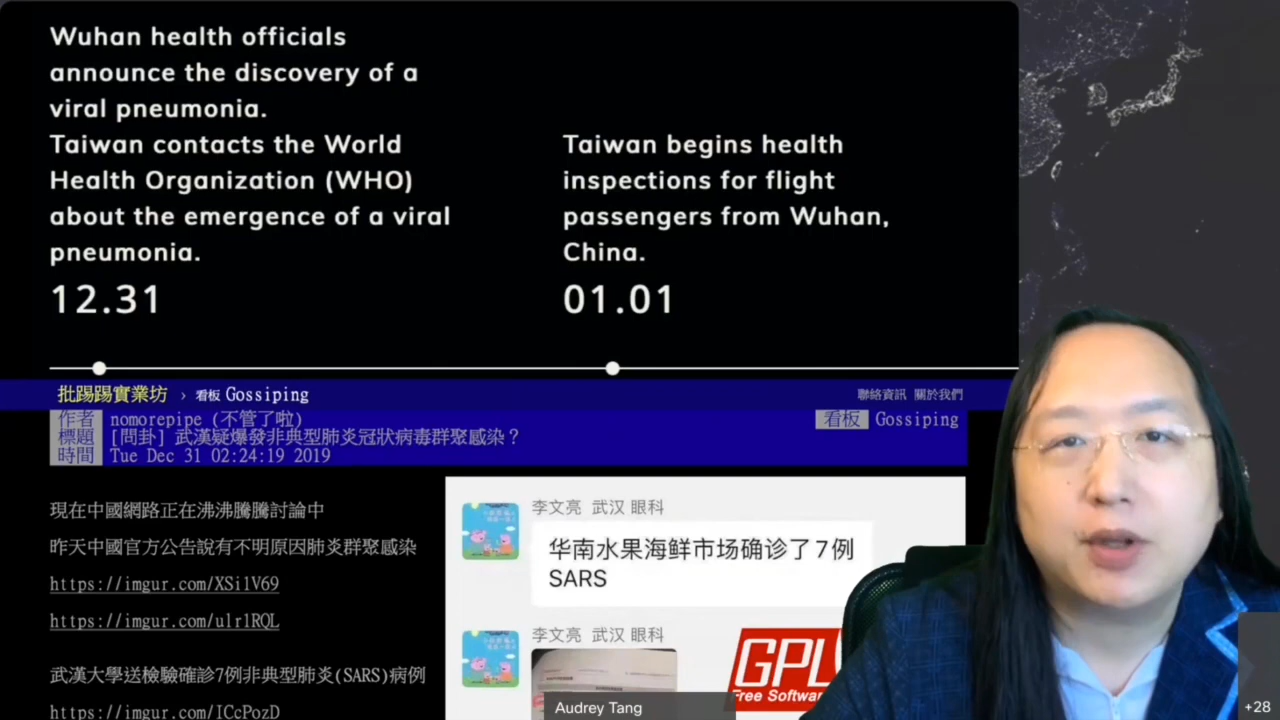 Wuhan health officials
announce the discovery of a
viral pneumonia.
Taiwan contacts the World
Health Organization (WHO)
about the emergence of a viral
pneumonia.
12.31
Taiwan begins health
inspections for flight
passengers from Wuhan,
China.
01.01
批踢踢實業坊 › 看板 Gossiping
聯絡資訊 關於我們
作者 nomorepipe (不管了啦)
看板 Gossiping
標題 [問卦] 武漢疑爆發非典型肺炎冠狀病毒群聚感染?
時間 Tue Dec 31 02:24:19 2019
現在中國網路正在沸沸騰騰討論中
昨天中國官方公告說有不明原因肺炎群聚感染
https://imgur.com/XSi1V69
https://imgur.com/ulr1RQL
武漢大學送檢驗確診7例非典型肺炎(SARS)病例
https://imgur.com/ICcPozD
李文亮 武汉 眼科
华南水果海鲜市场确诊了7例
SARS
李文亮 武汉 眼科
GPL
Free Software
Audrey Tang
+28